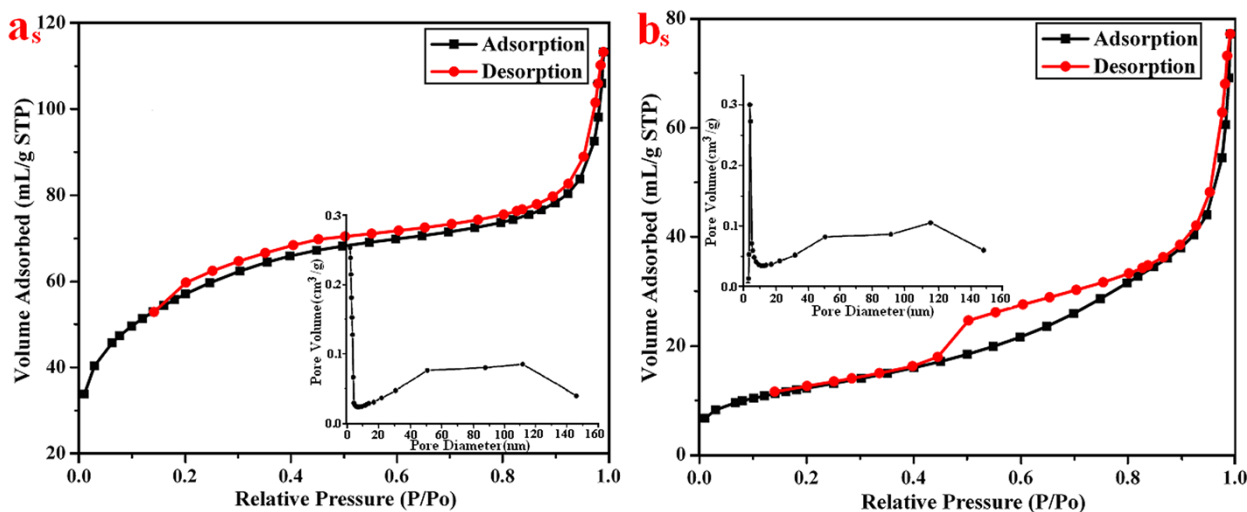 as
Adsorption
Desorption
Volume Adsorbed (mL/g STP)
120
100
80
60
40
20
0.0 0.2 0.4 0.6 0.8 1.0
Relative Pressure (P/Po)
Pore Volume(cm³/g)
0.3
0.2
0.1
0.0
0 20 40 60 80 100 120 140 160
Pore Diameter(nm)
bs
Adsorption
Desorption
Volume Adsorbed (mL/g STP)
80
60
40
20
0
0.0 0.2 0.4 0.6 0.8 1.0
Relative Pressure (P/Po)
Pore Volume(cm³/g)
0.3
0.2
0.1
0.0
0 20 40 60 80 100 120 140 160
Pore Diameter(nm)